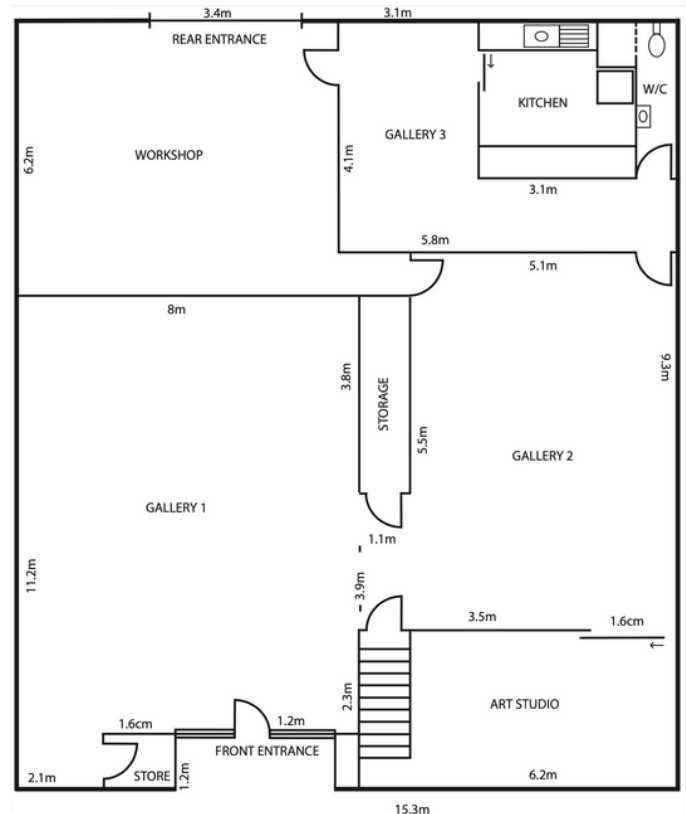 3.4m
3.1m
REAR ENTRANCE
W/C
KITCHEN
GALLERY 3
WORKSHOP
6.2m
4.1m
3.1m
5.8m
5.1m
8m
9.3m
3.8m
STORAGE
5.5m
GALLERY 2
GALLERY 1
1.1m
11.2m
3.9m
3.5m
1.6cm
2.3m
ART STUDIO
1.6cm
1.2m
FRONT ENTRANCE
2.1m
STORE
1.2m
6.2m
15.3m